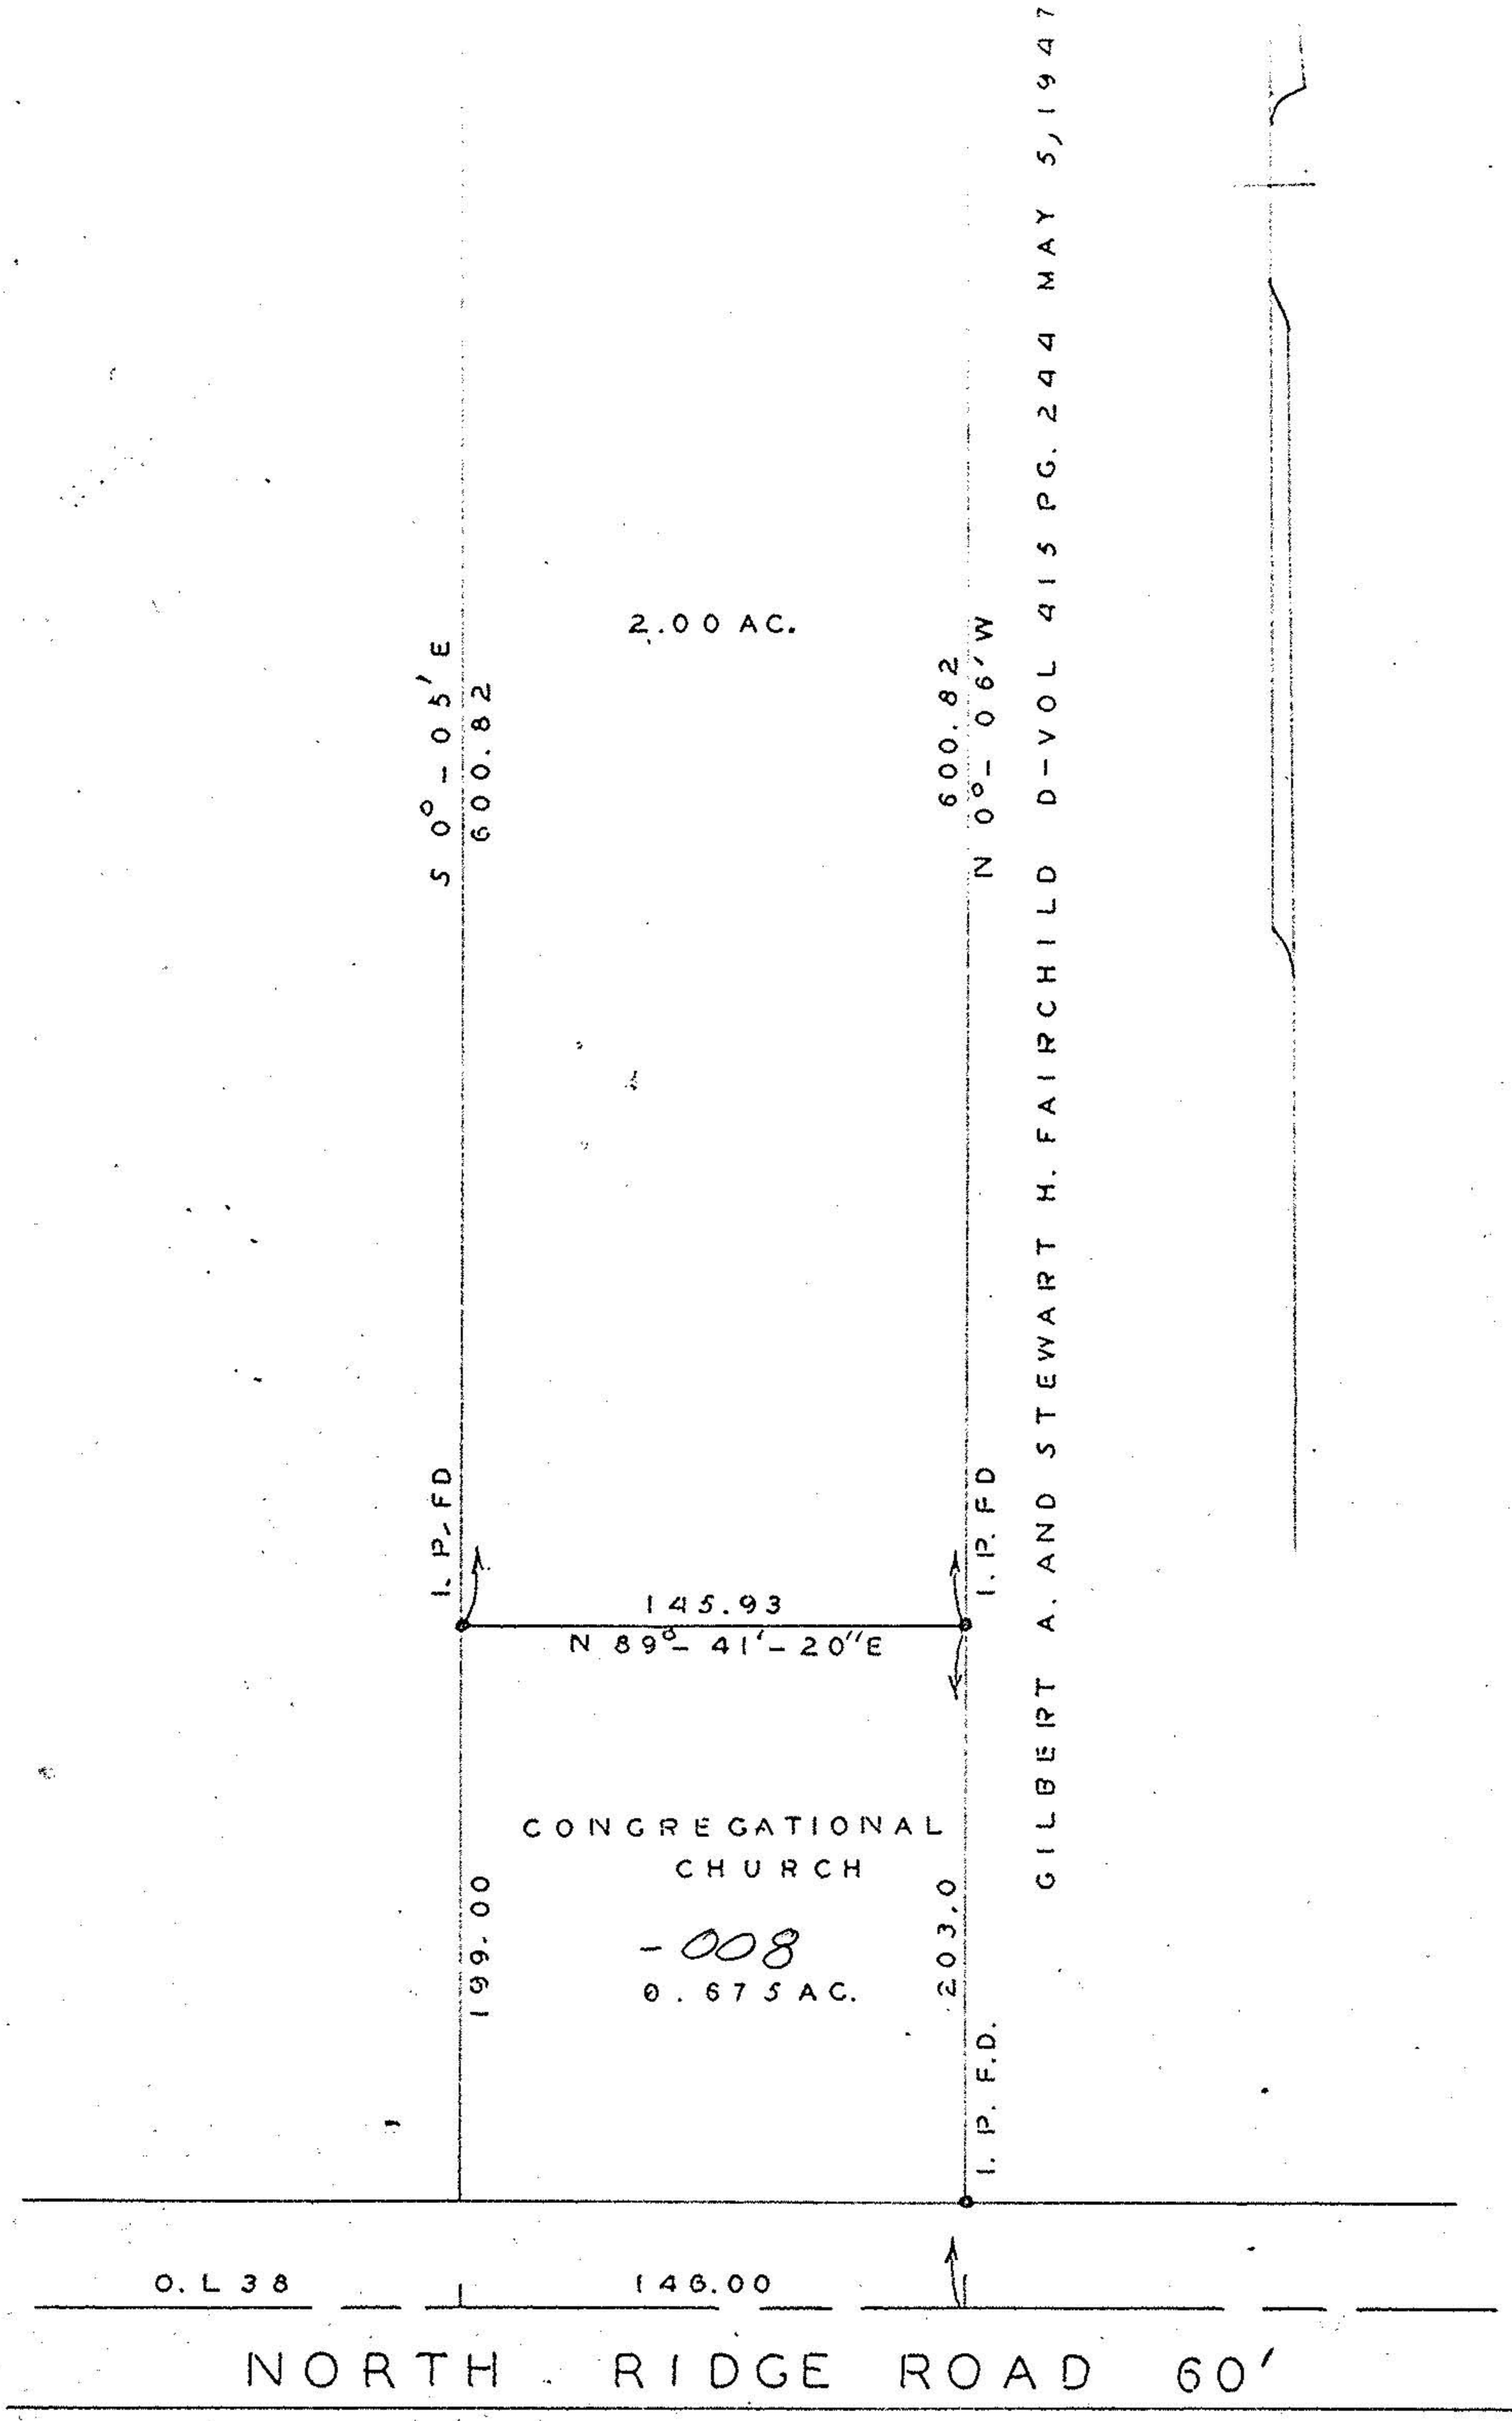 2.00 AC.
S 0°-05' E
600.82
600.82
N 0°-06' W
GILBERT A. AND STEWART H. FAIRCHILD D-VOL 415 PG. 244 MAY 5, 1947
I. P. FD
I. P. FD
145.93
N 89°-41'-20" E
CONGREGATIONAL
CHURCH
-008
0.675 AC.
199.00
203.0
I. P. F.D.
O. L 38
146.00
NORTH RIDGE ROAD 60'